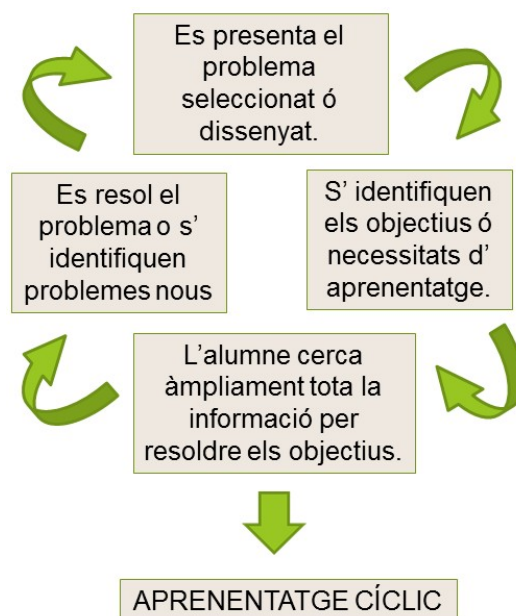 Es presenta el
problema
seleccionat ó
dissenyat.
S' identifiquen
els objectius ó
necessitats d'
aprenentatge.
L'alumne cerca
àmpliament tota la
informació per
resoldre els objectius.
Es resol el
problema o s'
identifiquen
problemes nous
APRENENTATGE CÍCLIC